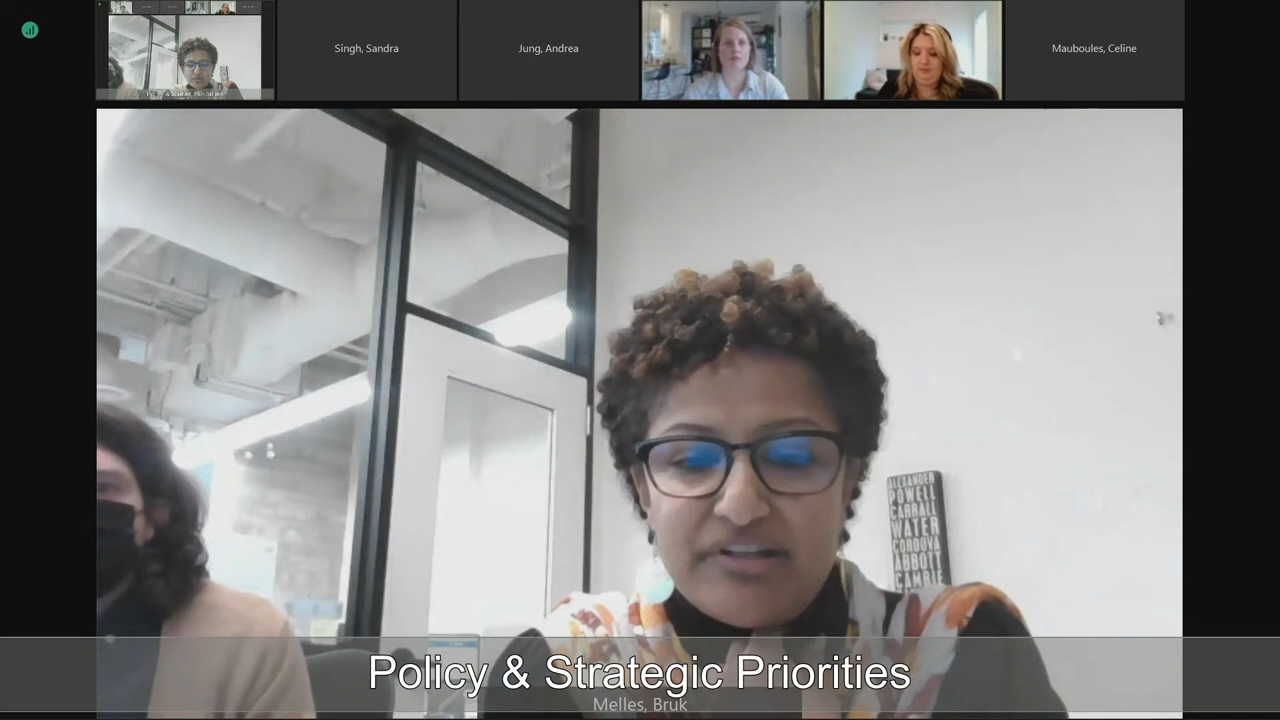 Singh, Sandra
Jung, Andrea
Mauboules, Celine
ALEXANDER
POWELL
CARRALL
WATER
CORDOVA
ABBOTT
CAMBIE
Policy & Strategic Priorities
Melles, Bruk